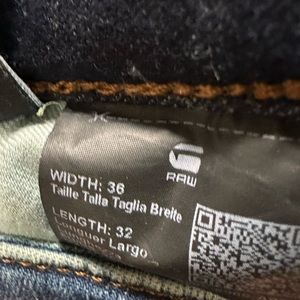 RAW
WIDTH: 36
Taille Talla Taglia Breite
LENGTH: 32
Largo